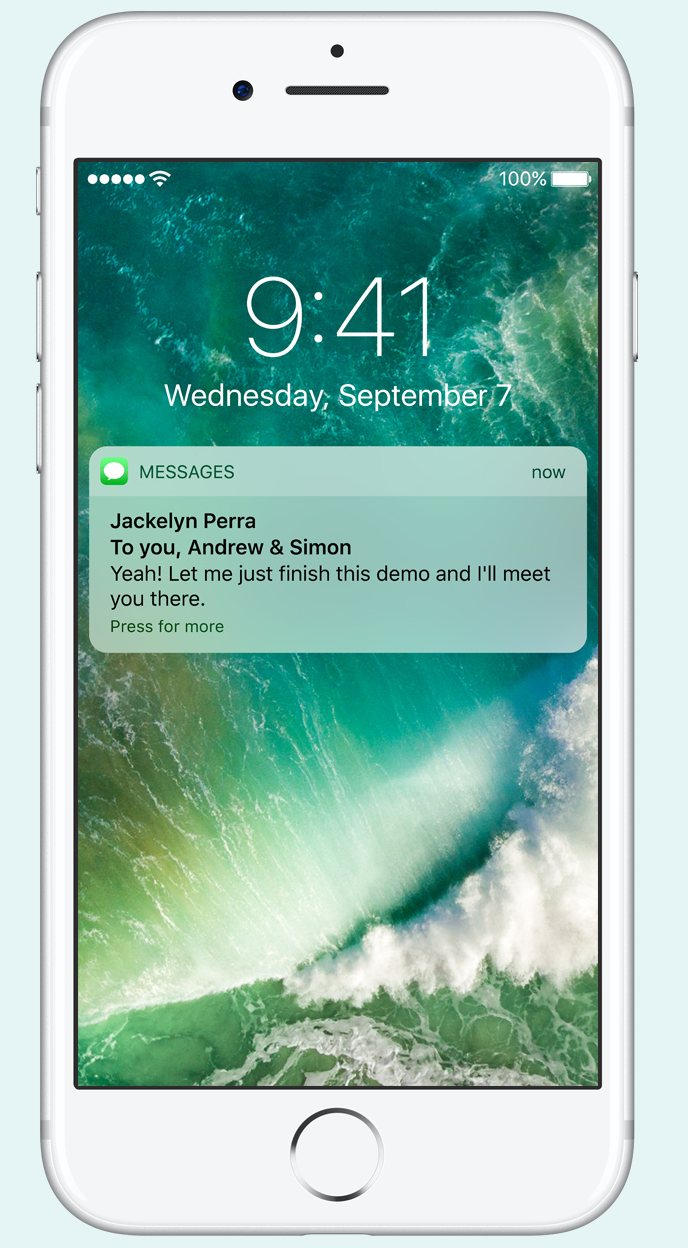 100%
9:41
Wednesday, September 7
MESSAGES now
Jackelyn Perra
To you, Andrew & Simon
Yeah! Let me just finish this demo and I'll meet
you there.
Press for more